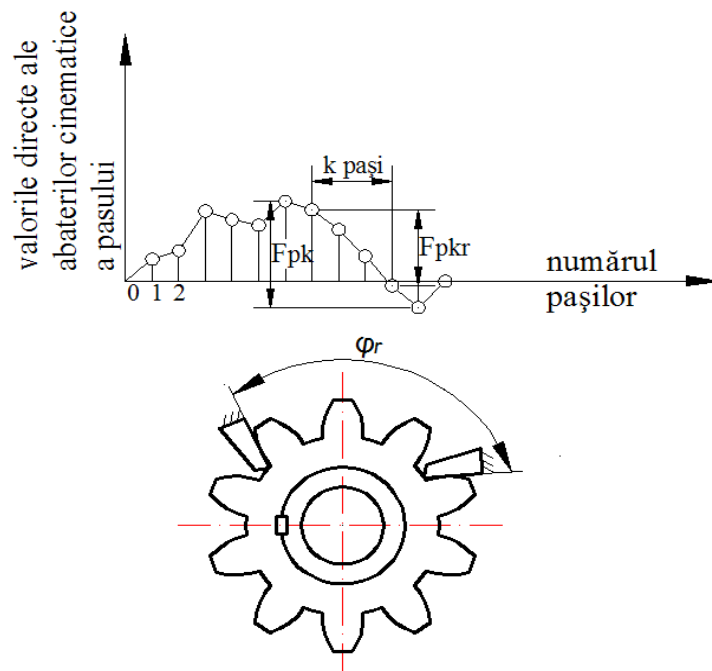 valorile directe ale
abaterilor cinematice
a pasului
k pași
Fpk
Fpkr
0 1 2
numărul
pașilor
φr